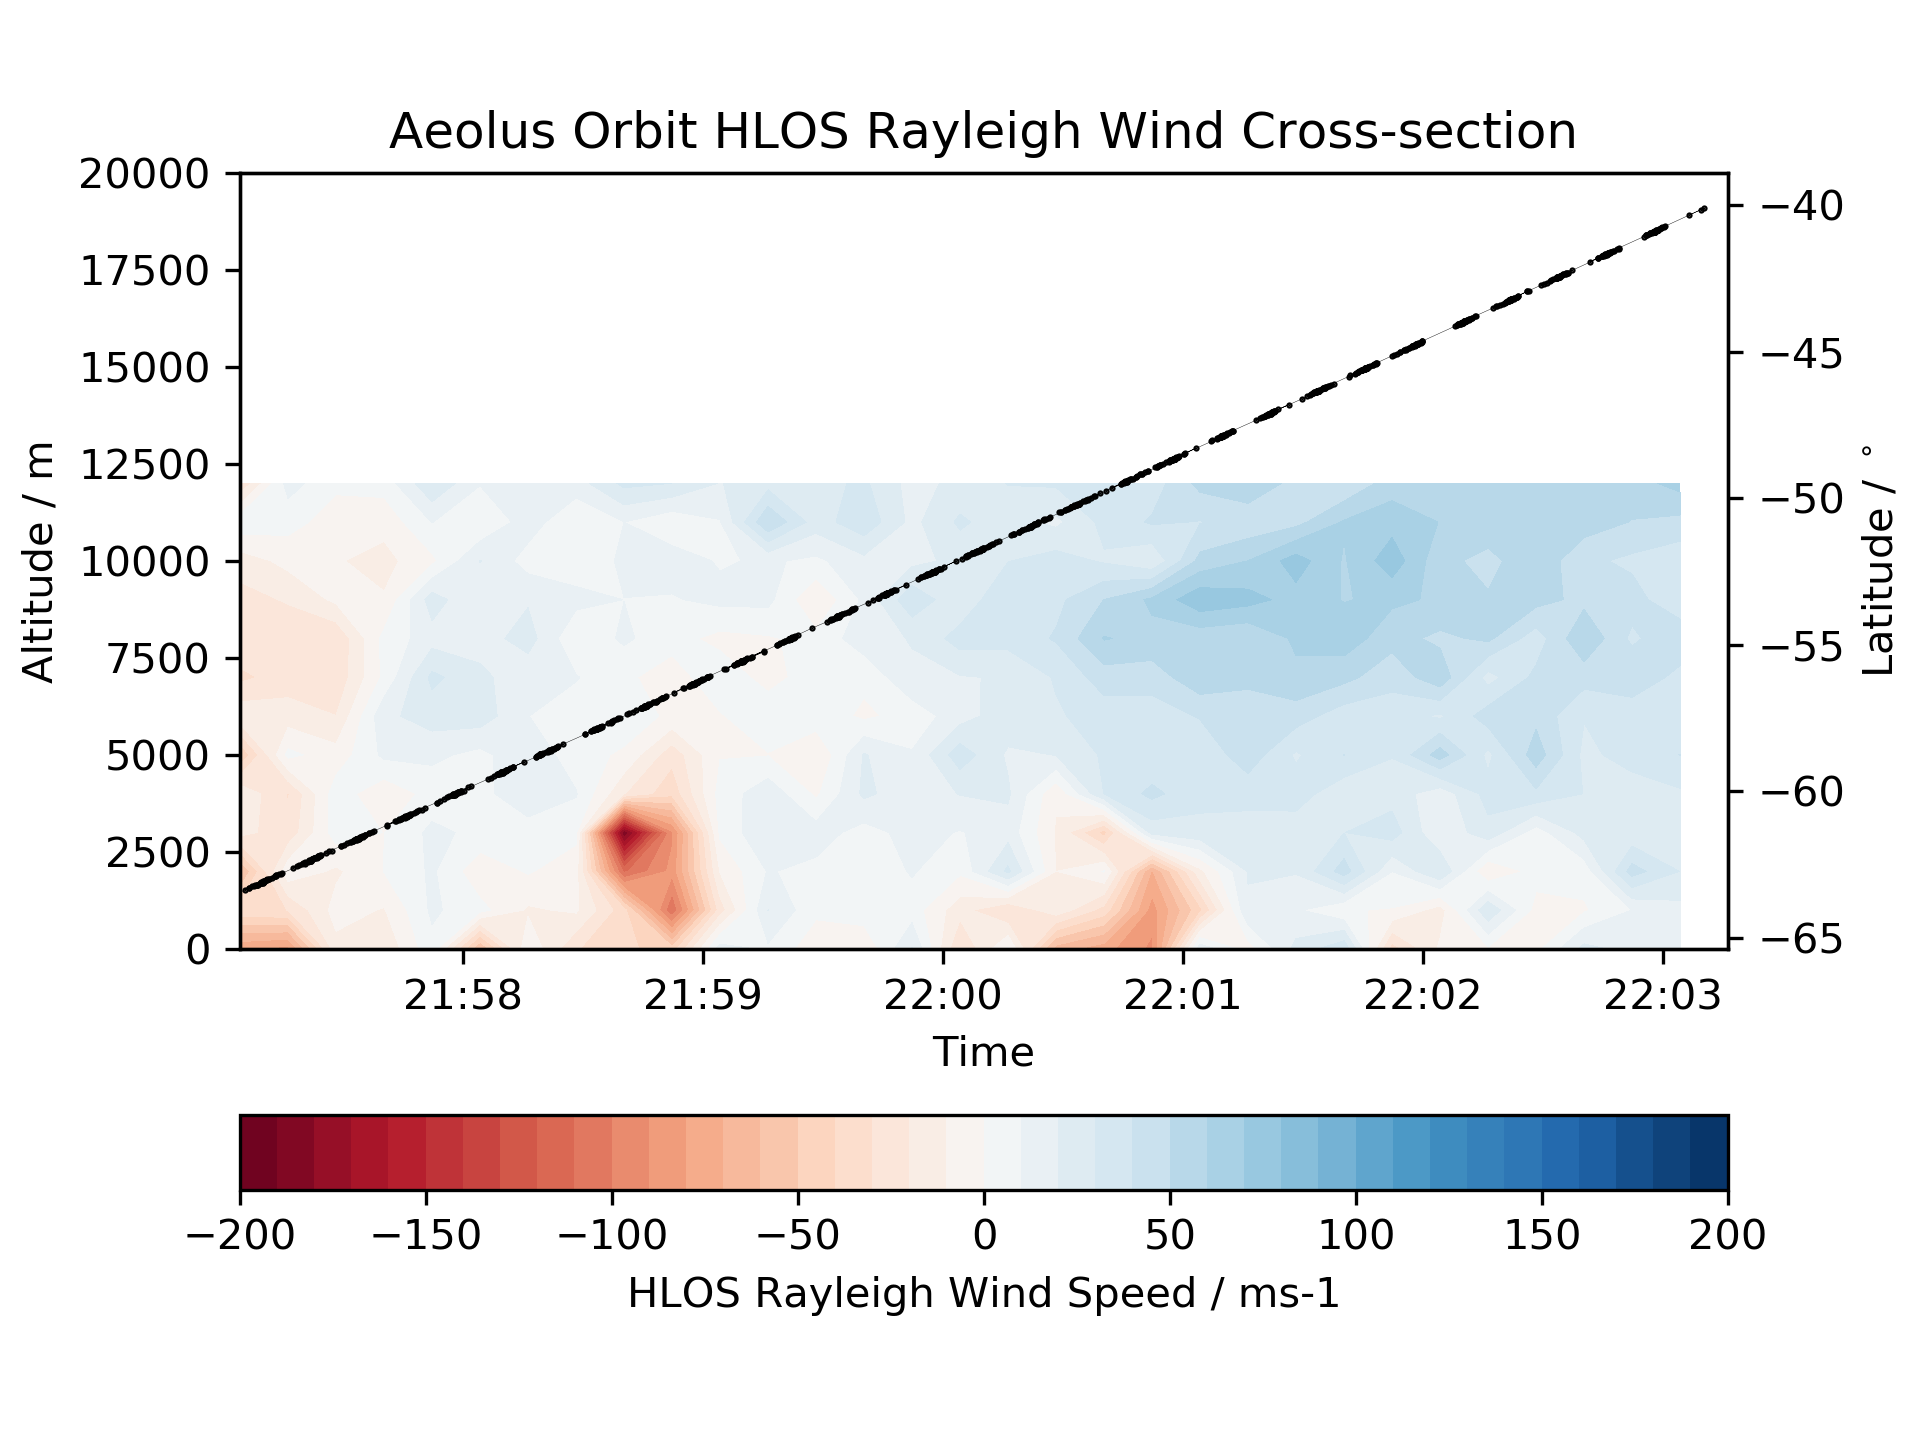 Aeolus Orbit HLOS Rayleigh Wind Cross-section
20000
17500
15000
12500
10000
7500
5000
2500
0
Altitude / m
−40
−45
−50
−55
−60
−65
Latitude / °
21:58 21:59 22:00 22:01 22:02 22:03
Time
−200 −150 −100 −50 0 50 100 150 200
HLOS Rayleigh Wind Speed / ms-1